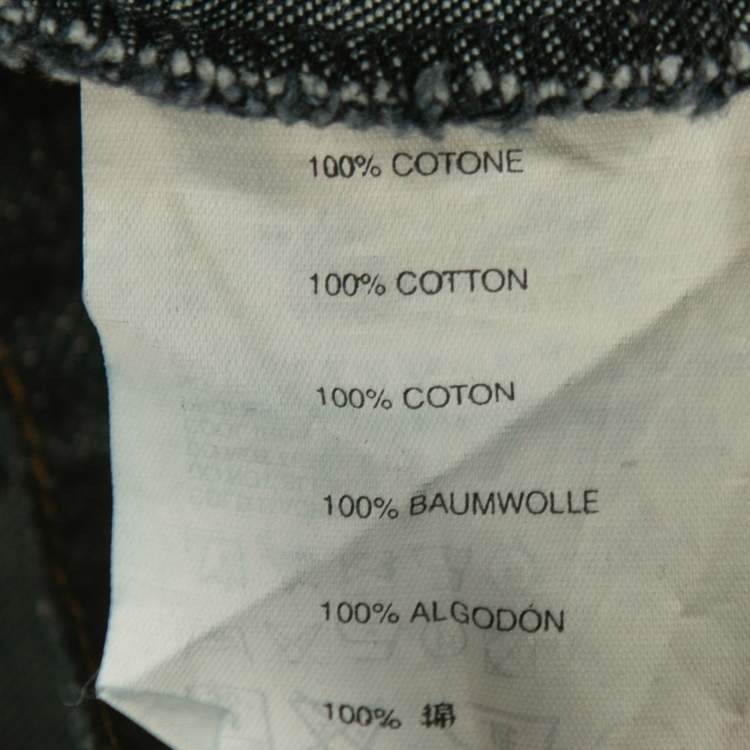 100% COTONE
100% COTTON
100% COTON
100% BAUMWOLLE
100% ALGODÓN
100% 綿